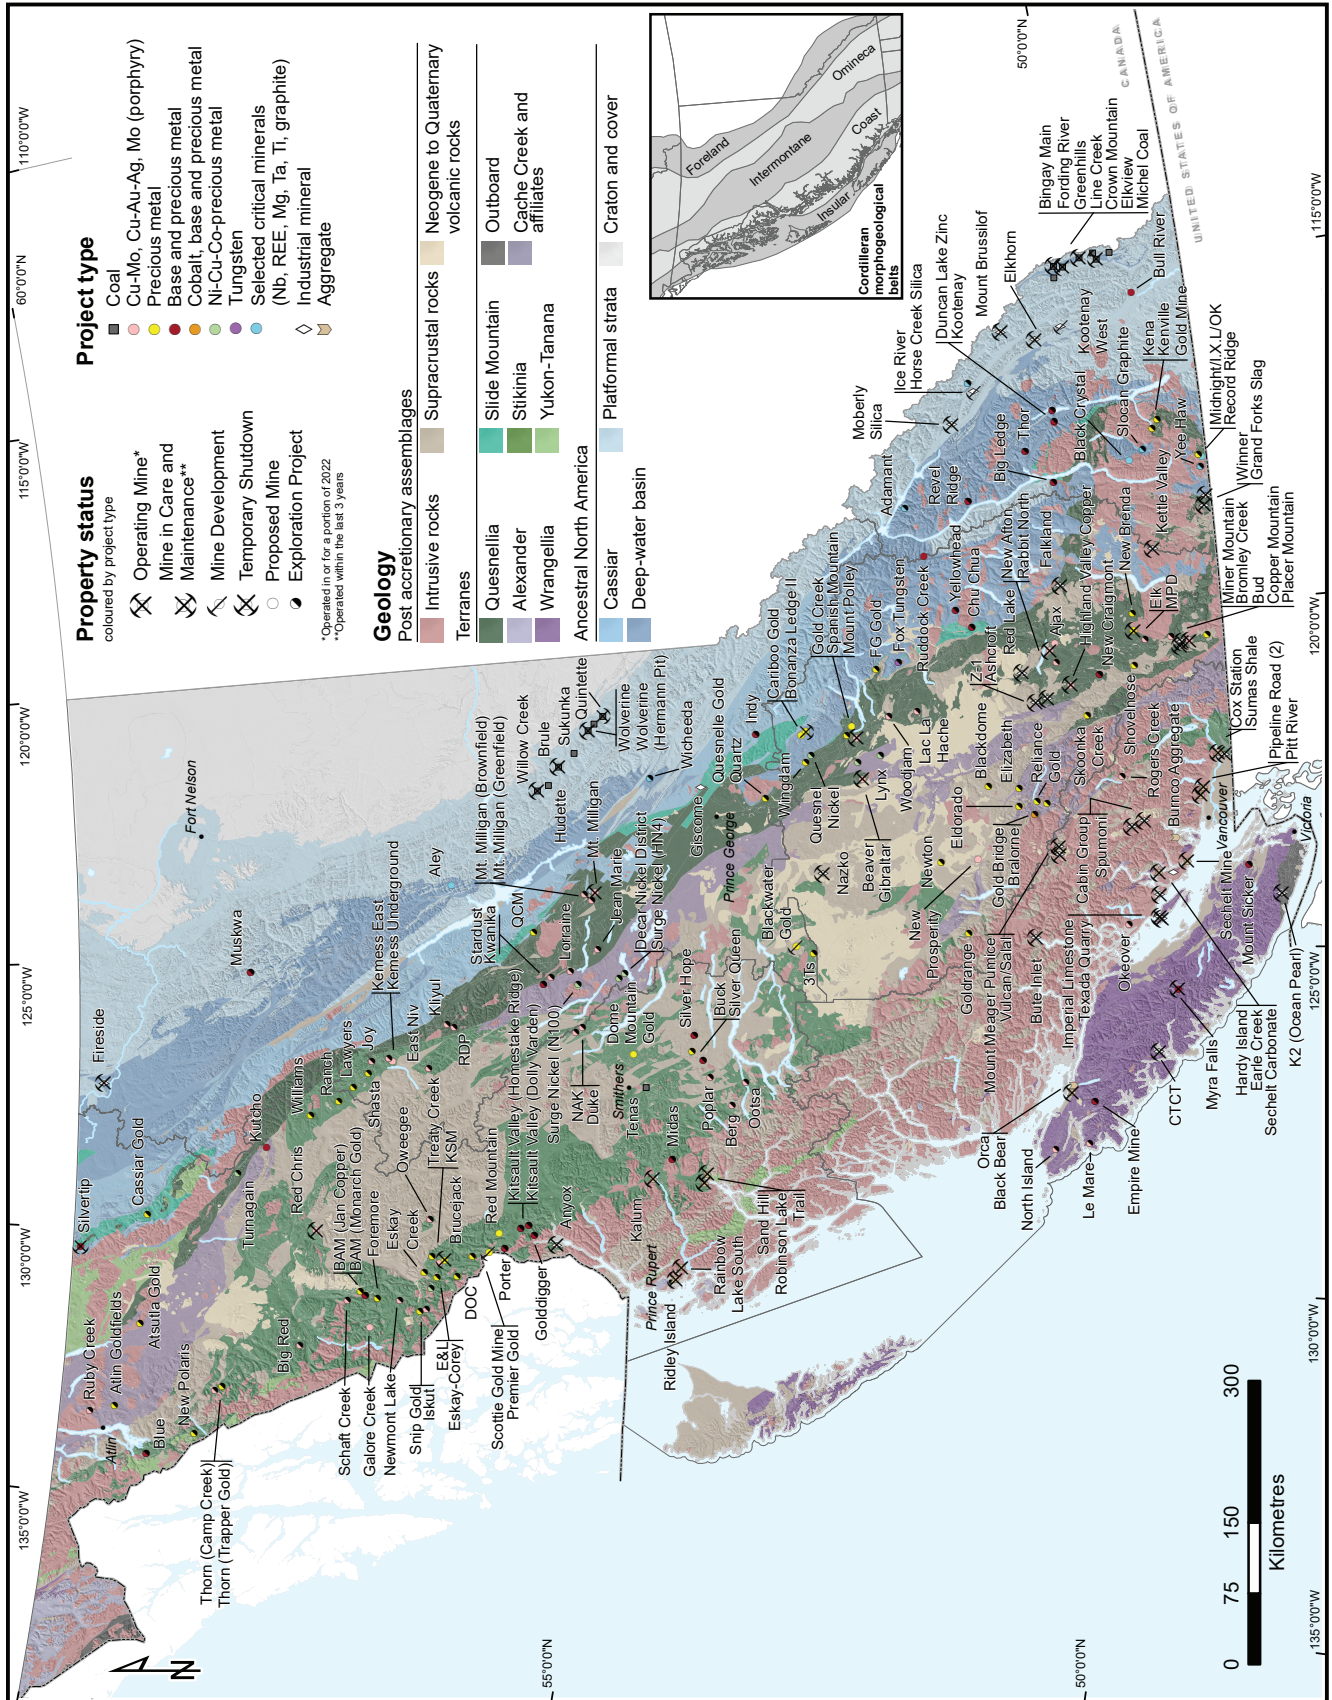 Property status
coloured by project type
Operating Mine*
Mine in Care and
Maintenance**
Mine Development
Temporary Shutdown
Proposed Mine
Exploration Project
*Operated in or for a portion of 2022
**Operated within the last 3 years
Project type
Coal
Cu-Mo, Cu-Au-Ag, Mo (porphyry)
Precious metal
Base and precious metal
Cobalt, base and precious metal
Ni-Cu-Co-precious metal
Tungsten
Selected critical minerals
(Nb, REE, Mg, Ta, Ti, graphite)
Industrial mineral
Aggregate
Geology
Post accretionary assemblages
Intrusive rocks
Supracrustal rocks
Neogene to Quaternary
volcanic rocks
Terranes
Quesnellia
Alexander
Wrangellia
Slide Mountain
Stikinia
Yukon-Tanana
Outboard
Cache Creek and
affiliates
Ancestral North America
Cassiar
Deep-water basin
Platformal strata
Craton and cover
Foreland
Omineca
Intermontane
Coast
Insular
Cordilleran
morphogeological
belts
135°0'0"W
130°0'0"W
125°0'0"W
120°0'0"W
115°0'0"W
60°0'0"N
110°0'0"W
50°0'0"N
CANADA
UNITED STATES OF AMERICA
115°0'0"W
120°0'0"W
125°0'0"W
130°0'0"W
135°0'0"W
55°0'0"N
50°0'0"N
N
0
75
150
300
Kilometres
Silvertip
Fireside
Fort Nelson
Ruby Creek
Atlin Goldfields
Atlin
Atsutla Gold
Cassiar Gold
Blue
New Polaris
Thorn (Camp Creek)
Thorn (Trapper Gold)
Turnagain
Kutcho
Muskwa
Big Red
Red Chris
Williams
Ranch
Lawyers
Joy
Shasta
Kemess East
Kemess Underground
East Niv
Kliyul
RDP
Aley
BAM (Jan Copper)
BAM (Monarch Gold)
Foremore
Eskay
Creek
Oweegee
Treaty Creek
KSM
Brucejack
Schaft Creek
Galore Creek
Newmont Lake
Snip Gold
Iskut
E&L
Eskay-Corey
DOC
Scottie Gold Mine
Premier Gold
Red Mountain
Porter
Golddigger
Kitsault Valley (Homestake Ridge)
Kitsault Valley (Dolly Varden)
Anyox
Surge Nickel (N100)
NAK
Duke
Stardust
Kwanika
Lorraine
QCM
Mt. Milligan (Brownfield)
Mt. Milligan (Greenfield)
Mt. Milligan
Jean Marie
Decar Nickel District
Surge Nickel (HN4)
Willow Creek
Brule
Sukunka
Quintette
Hudette
Wolverine
Wolverine
(Hermann Pit)
Wicheeda
Giscome
Prince George
Quesnelle Gold
Quartz
Indy
Cariboo Gold
Bonanza Ledge II
Wingdam
Gold Creek
Spanish Mountain
Mount Polley
FG Gold
Fox Tungsten
Ruddock Creek
Dome
Mountain
Gold
Smithers
Tenas
Silver Hope
Buck
Silver Queen
Midas
Poplar
Berg
Ootsa
Kalum
Prince Rupert
Ridley Island
Rainbow
Lake South
Sand Hill
Robinson Lake
Trail
Blackwater
Gold
3Ts
Nazko
Quesnel
Nickel
Beaver
Gibraltar
Lynx
Woodjam
Lac La
Hache
Newton
New
Prosperity
Blackdome
Elizabeth
Eldorado
Reliance
Gold
Gold Bridge
Bralorne
Skoonka
Creek
Shovelnose
Goldrange
Mount Meager Pumice
Vulcan/Salal
Bute Inlet
Imperial Limestone
Texada Quarry
Okeover
Cabin Group
Spumoni
Rogers Creek
Burnco Aggregate
Orca
Black Bear
North Island
Le Mare
Empire Mine
CTCT
Myra Falls
Hardy Island
Earle Creek
Sechelt Carbonate
Sechelt Mine
Mount Sicker
K2 (Ocean Pearl)
Vancouver
Victoria
Pipeline Road (2)
Pitt River
Cox Station
Sumas Shale
Miner Mountain
Bromley Creek
Bud
Copper Mountain
Placer Mountain
Elk
MPD
New Brenda
New Craigmont
Highland Valley Copper
Ajax
Z-1
Ashcroft
Red Lake
New Afton
Rabbit North
Falkland
Chu Chua
Yellowhead
Adamant
Revel
Ridge
Big Ledge
Thor
Moberly
Silica
Ice River
Horse Creek Silica
Duncan Lake Zinc
Kootenay
Mount Brussilof
Elkhorn
Black Crystal
Slocan Graphite
Kootenay
West
Kettle Valley
Yee Haw
Kena
Kenville
Gold Mine
Midnight/I.X.L/OK
Record Ridge
Winner
Grand Forks Slag
Bull River
Bingay Main
Fording River
Greenhills
Line Creek
Crown Mountain
Elkview
Michel Coal